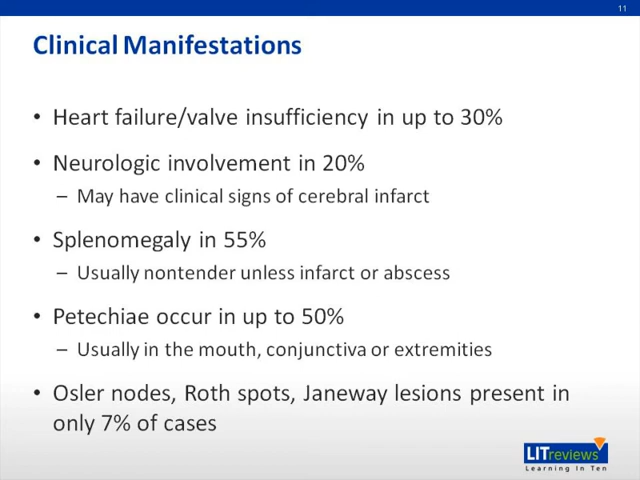 11
Clinical Manifestations
• Heart failure/valve insufficiency in up to 30%
• Neurologic involvement in 20%
– May have clinical signs of cerebral infarct
• Splenomegaly in 55%
– Usually nontender unless infarct or abscess
• Petechiae occur in up to 50%
– Usually in the mouth, conjunctiva or extremities
• Osler nodes, Roth spots, Janeway lesions present in
only 7% of cases
LITreviews
Learning In Ten